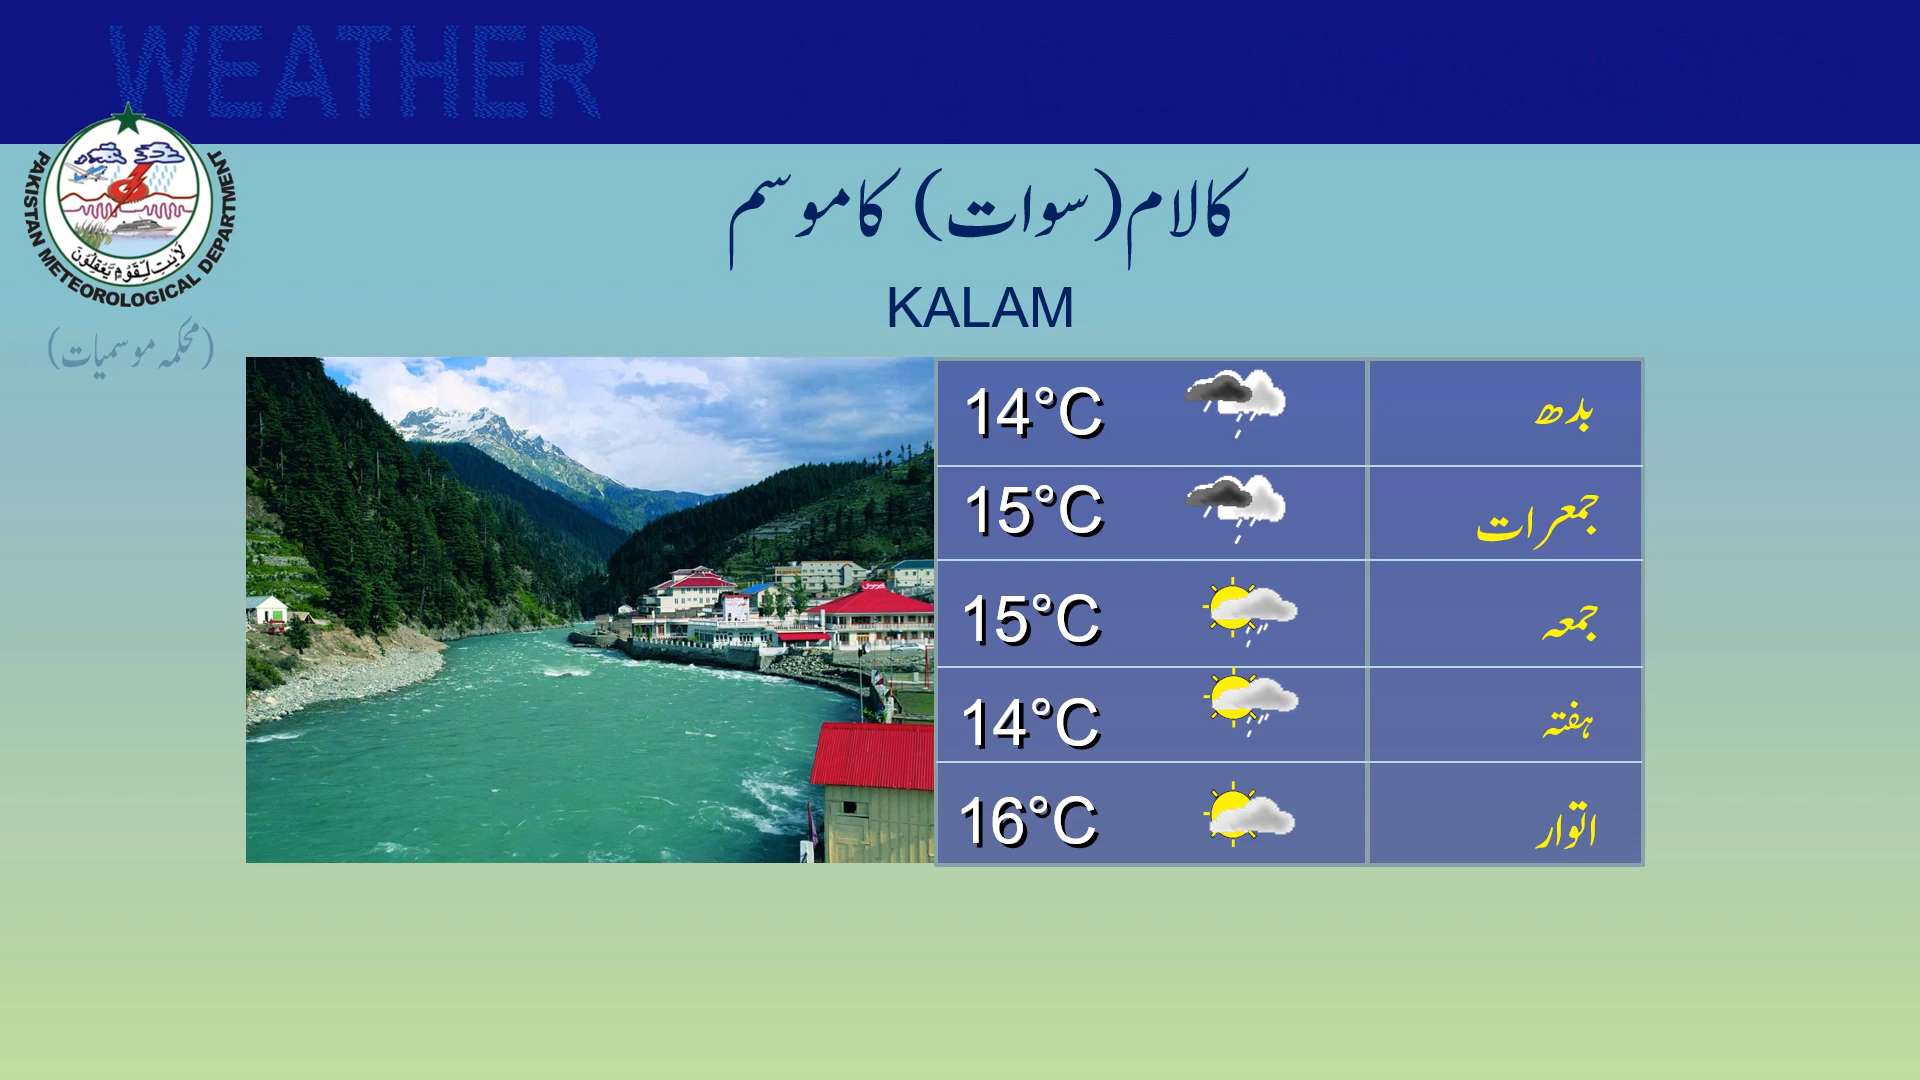 WEATHER
PAKISTAN METEOROLOGICAL DEPARTMENT
لَاٰيٰتٍ لِّقَوْمٍ يَّعْقِلُوْنَ
(محکمہ موسمیات)
کالام (سوات) کا موسم
KALAM
بدھ 14°C
جمعرات 15°C
جمعہ 15°C
ہفتہ 14°C
اتوار 16°C